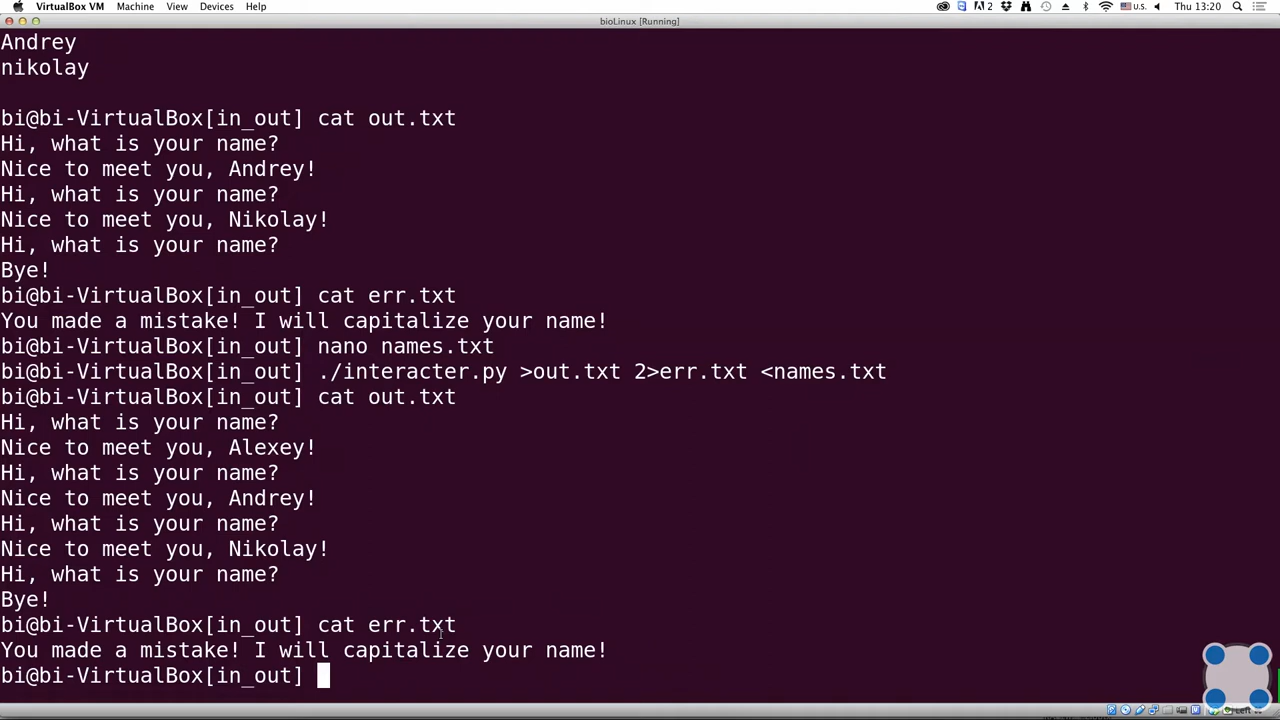 VirtualBox VM Machine View Devices Help 2 U.S. Thu 13:20
bioLinux [Running]
Andrey
nikolay
bi@bi-VirtualBox[in_out] cat out.txt
Hi, what is your name?
Nice to meet you, Andrey!
Hi, what is your name?
Nice to meet you, Nikolay!
Hi, what is your name?
Bye!
bi@bi-VirtualBox[in_out] cat err.txt
You made a mistake! I will capitalize your name!
bi@bi-VirtualBox[in_out] nano names.txt
bi@bi-VirtualBox[in_out] ./interacter.py >out.txt 2>err.txt <names.txt
bi@bi-VirtualBox[in_out] cat out.txt
Hi, what is your name?
Nice to meet you, Alexey!
Hi, what is your name?
Nice to meet you, Andrey!
Hi, what is your name?
Nice to meet you, Nikolay!
Hi, what is your name?
Bye!
bi@bi-VirtualBox[in_out] cat err.txt
You made a mistake! I will capitalize your name!
bi@bi-VirtualBox[in_out]
Left